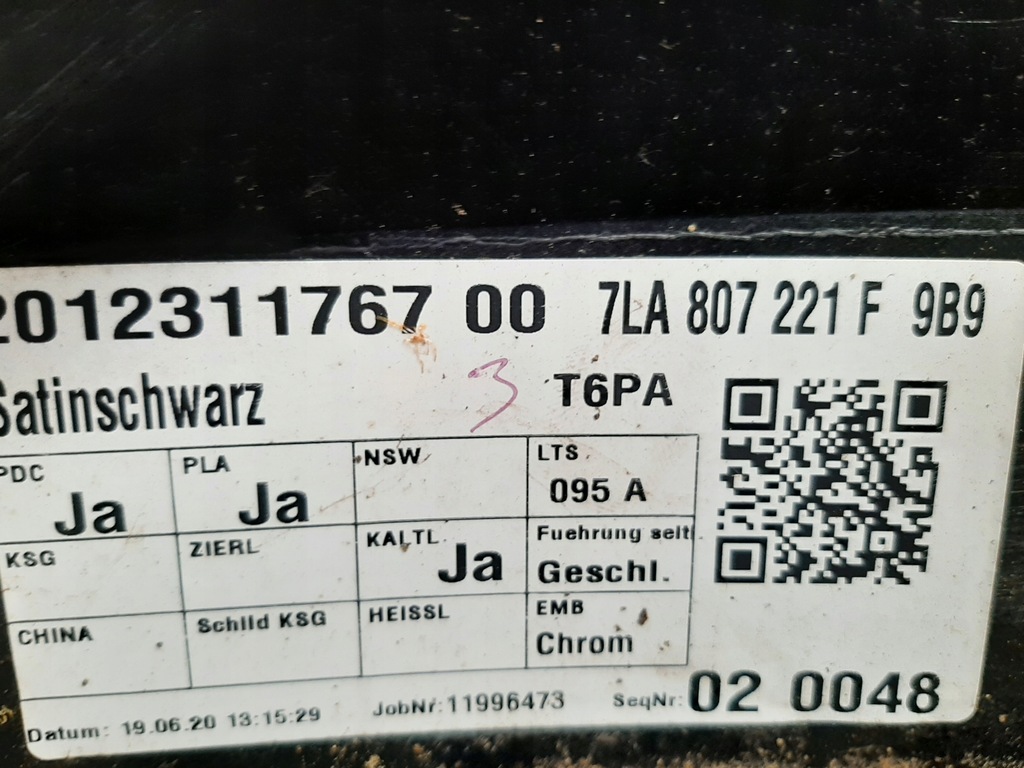 2012311767 00 7LA 807 221 F 9B9
Satinschwarz 3 T6PA
PDC PLA NSW LTS
Ja Ja 095 A
KSG ZIERL KALTL Fuehrung seitl.
Ja Geschl.
CHINA Schild KSG HEISSL EMB
Chrom
Datum: 19.06.20 13:15:29 JobNr:11996473 SeqNr: 02 0048